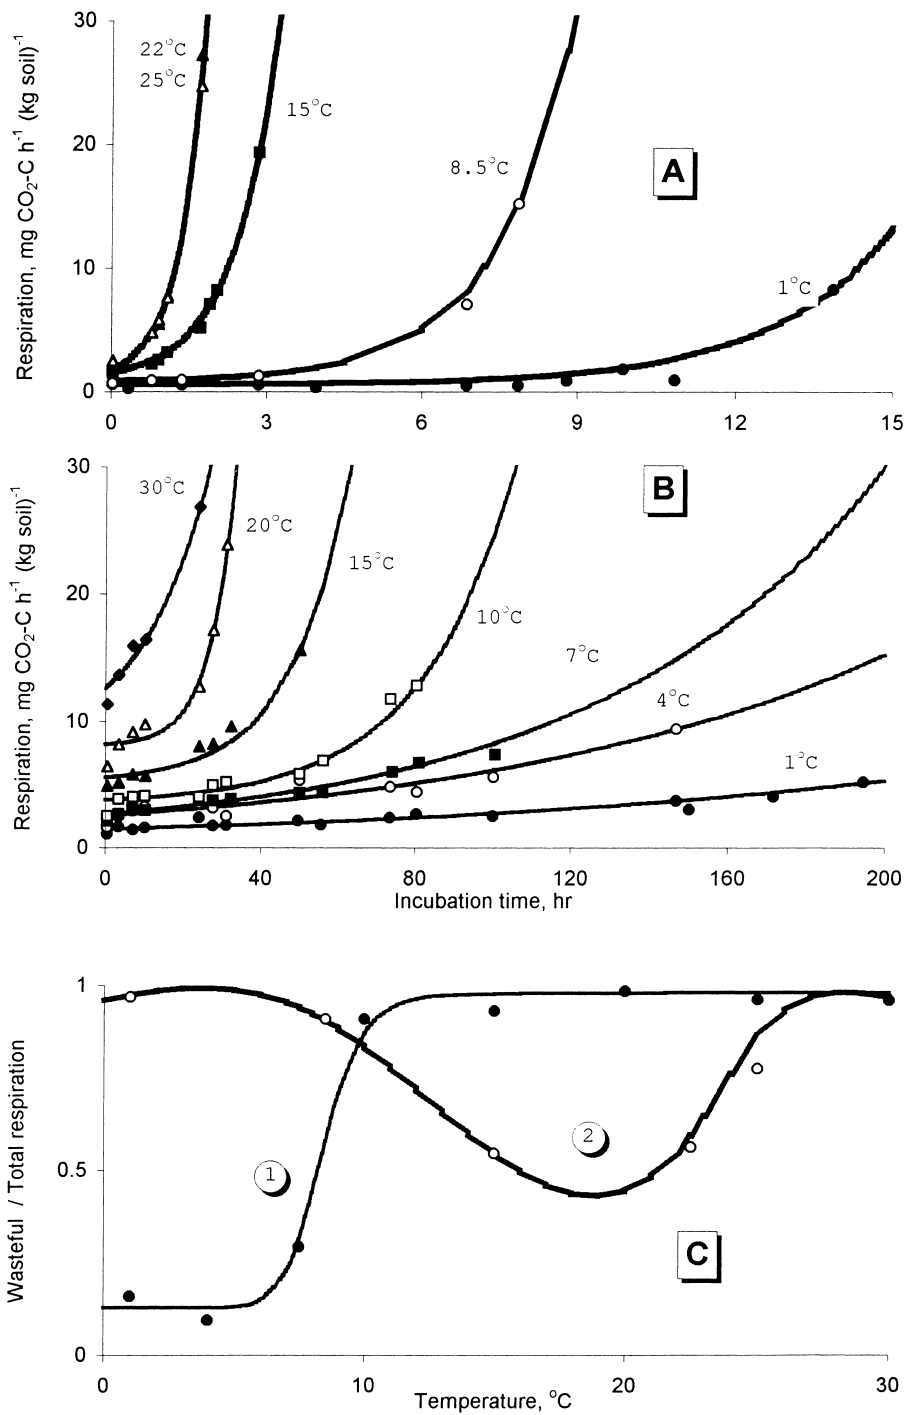 Respiration, mg CO2-C h-1 (kg soil)-1
30
20
10
0
22°C
25°C
15°C
8.5°C
1°C
A
0 3 6 9 12 15
Respiration, mg CO2-C h-1 (kg soil)-1
30
20
10
0
30°C
20°C
15°C
10°C
7°C
4°C
1°C
B
0 40 80 120 160 200
Incubation time, hr
Wasteful / Total respiration
1
0.5
0
1
2
C
0 10 20 30
Temperature, °C